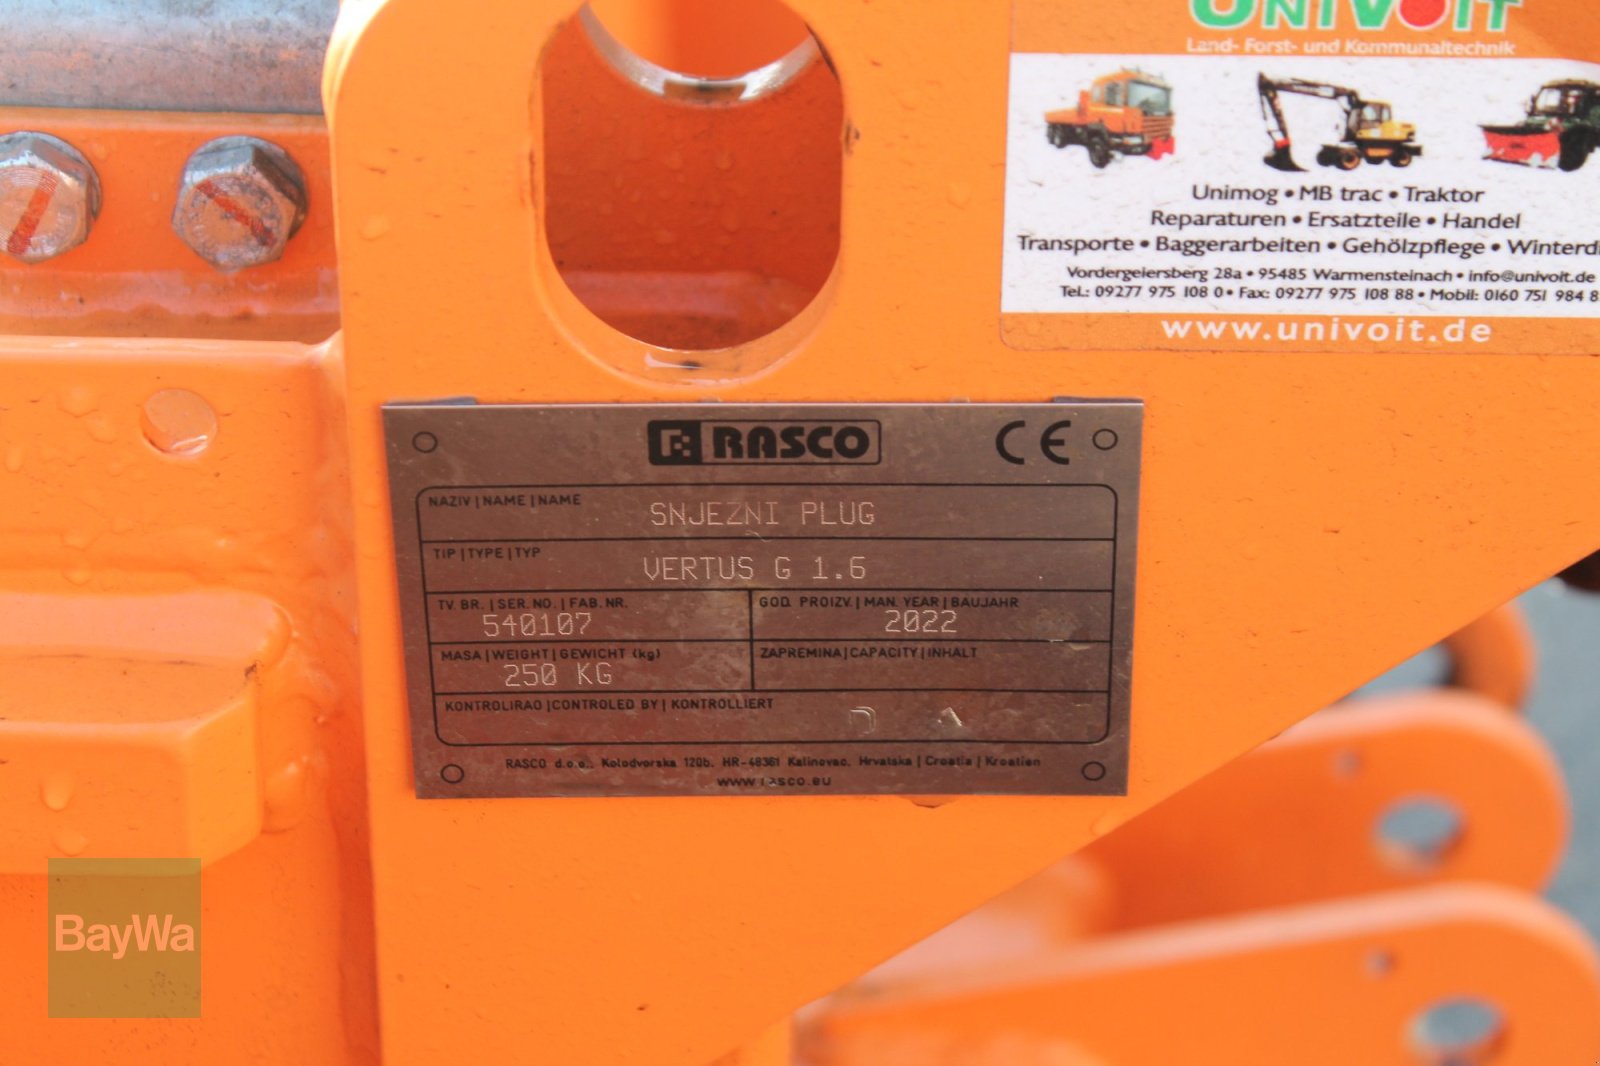 UNIVOIT
Land- Forst- und Kommunaltechnik
Unimog • MB trac • Traktor
Reparaturen • Ersatzteile • Handel
Transporte • Baggerarbeiten • Gehölzpflege •
Vordergeiersberg 28a • 95485 Warmensteinach • info@univoit.de
Tel.: 09277 975 108 0 • Fax: 09277 975 108 88 • Mobil: 0160 751 984
www.univoit.de
RASCO CE
NAZIV | NAME | NAME
SNJEZNI PLUG
TIP | TYPE | TYP
VERTUS G 1.6
TV. BR. | SER. NO. | FAB. NR.
540107
GOD. PROIZV. | MAN. YEAR | BAUJAHR
2022
MASA | WEIGHT | GEWICHT (kg)
250 KG
ZAPREMINA | CAPACITY | INHALT
KONTROLIRAO | CONTROLED BY | KONTROLLIERT
RASCO d.o.o., Kolodvorska 120b, HR-48361 Kalinovac, Hrvatska | Croatia | Kroatien
www.rasco.eu
BayWa